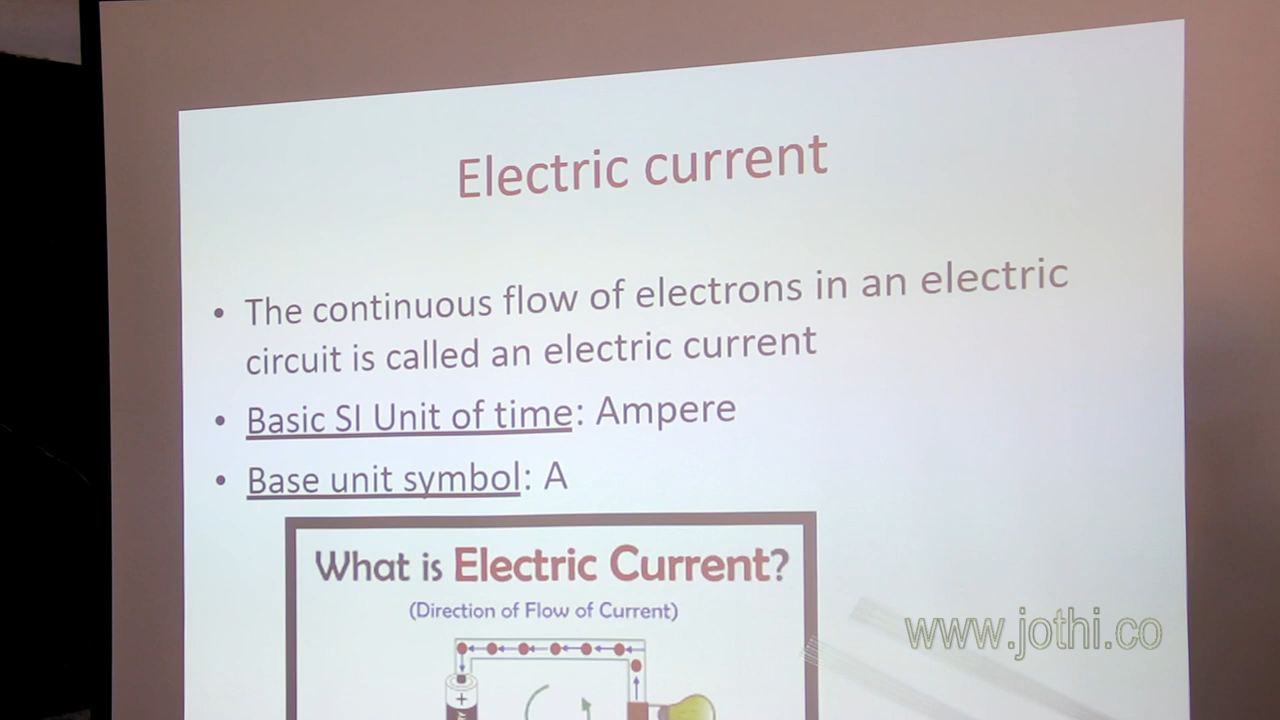 Electric current
• The continuous flow of electrons in an electric
circuit is called an electric current
• Basic SI Unit of time: Ampere
• Base unit symbol: A
What is Electric Current?
(Direction of Flow of Current)
+
www.jothi.co